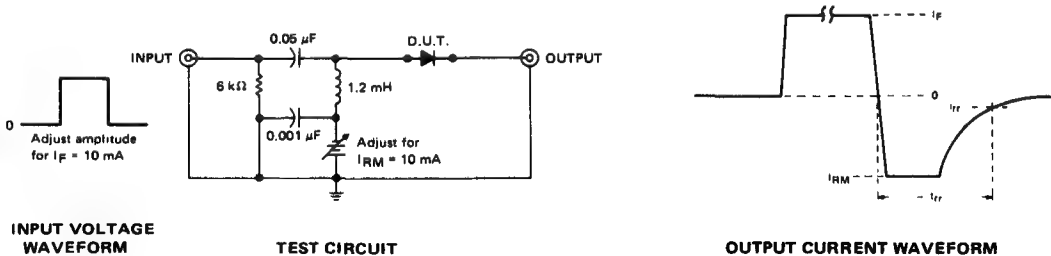 INPUT
0.05 µF
D.U.T.
OUTPUT
6 kΩ
1.2 mH
0.001 µF
Adjust for
IRM = 10 mA
0
Adjust amplitude
for IF = 10 mA
INPUT VOLTAGE
WAVEFORM
TEST CIRCUIT
IF
0
irr
IRM
trr
OUTPUT CURRENT WAVEFORM